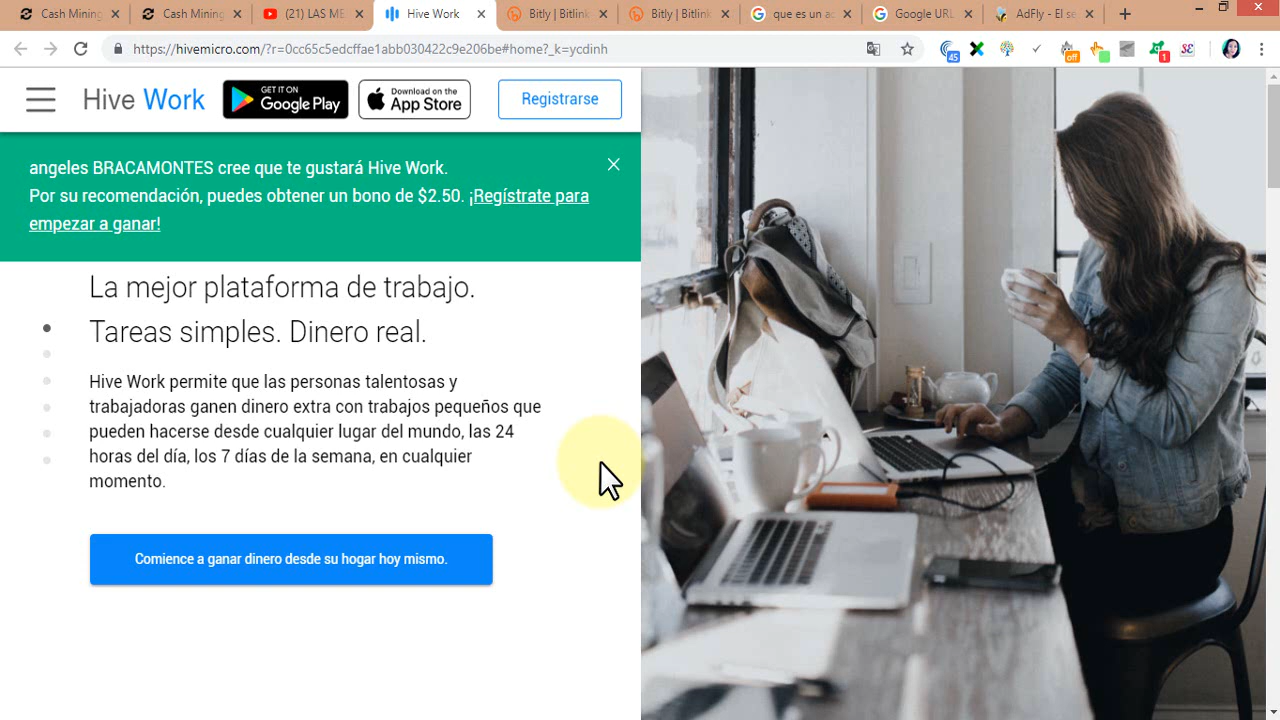 Cash Mining
Cash Mining
(21) LAS ME
Hive Work
Bitly | Bitlink
Bitly | Bitlink
que es un ac
Google URL
AdFly - El se
https://hivemicro.com/?r=0cc65c5edcffae1abb030422c9e206be#home?_k=ycdinh
45
off
1
Hive Work
GET IT ON
Google Play
Download on the
App Store
Registrarse
angeles BRACAMONTES cree que te gustará Hive Work.
Por su recomendación, puedes obtener un bono de $2.50. ¡Regístrate para
empezar a ganar!
La mejor plataforma de trabajo.
Tareas simples. Dinero real.
Hive Work permite que las personas talentosas y
trabajadoras ganen dinero extra con trabajos pequeños que
pueden hacerse desde cualquier lugar del mundo, las 24
horas del día, los 7 días de la semana, en cualquier
momento.
Comience a ganar dinero desde su hogar hoy mismo.